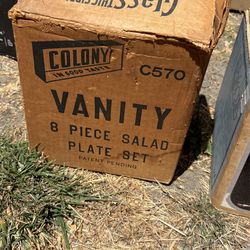 COLONY
IN GOOD TASTE
C570
VANITY
8 PIECE SALAD
PLATE SET
PATENT PENDING